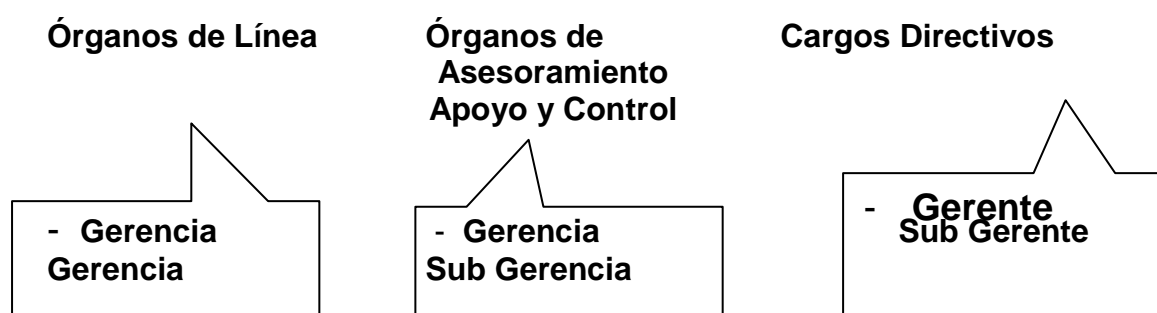 Órganos de Línea
- Gerencia
Gerencia
Órganos de
Asesoramiento
Apoyo y Control
- Gerencia
Sub Gerencia
Cargos Directivos
- Gerente
Sub Gerente